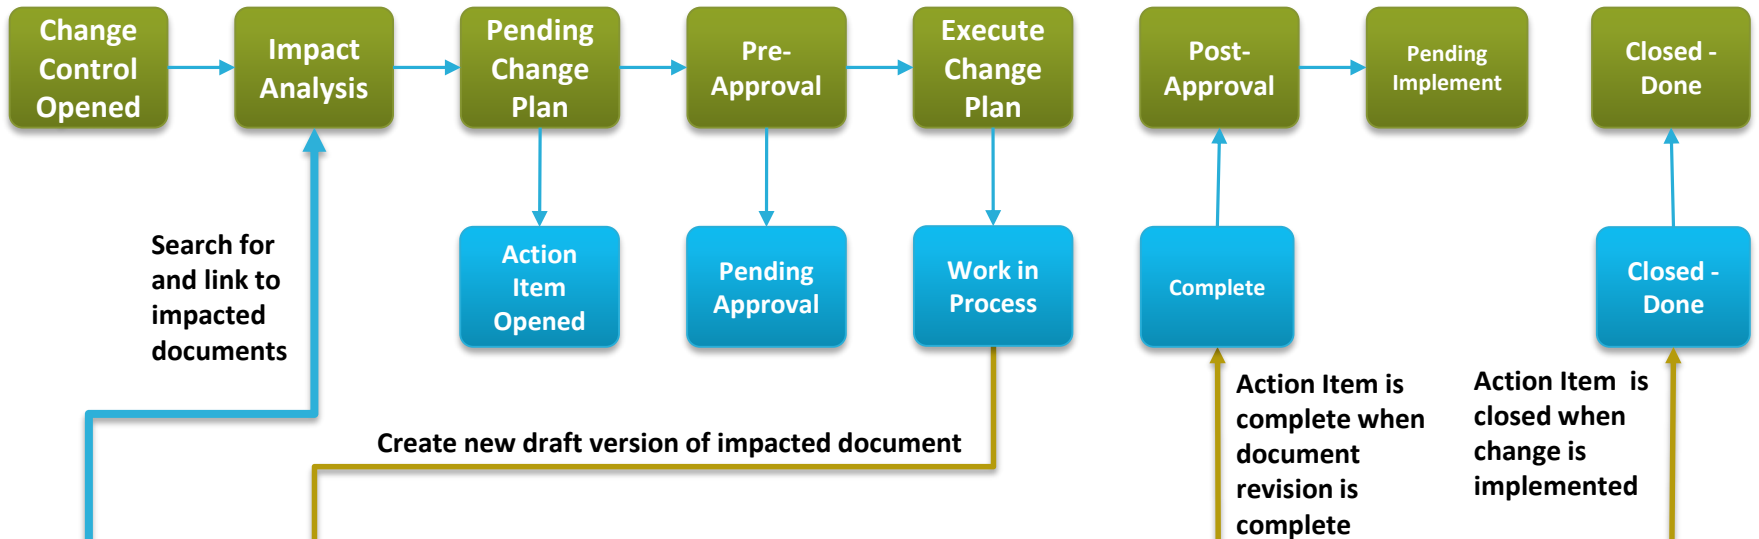 Change
Control
Opened
Impact
Analysis
Pending
Change
Plan
Pre-
Approval
Execute
Change
Plan
Post-
Approval
Pending
Implement
Closed -
Done
Search for
and link to
impacted
documents
Action
Item
Opened
Pending
Approval
Work in
Process
Complete
Closed -
Done
Create new draft version of impacted document
Action Item is
complete when
document
revision is
complete
Action Item  is
closed when
change is
implemented